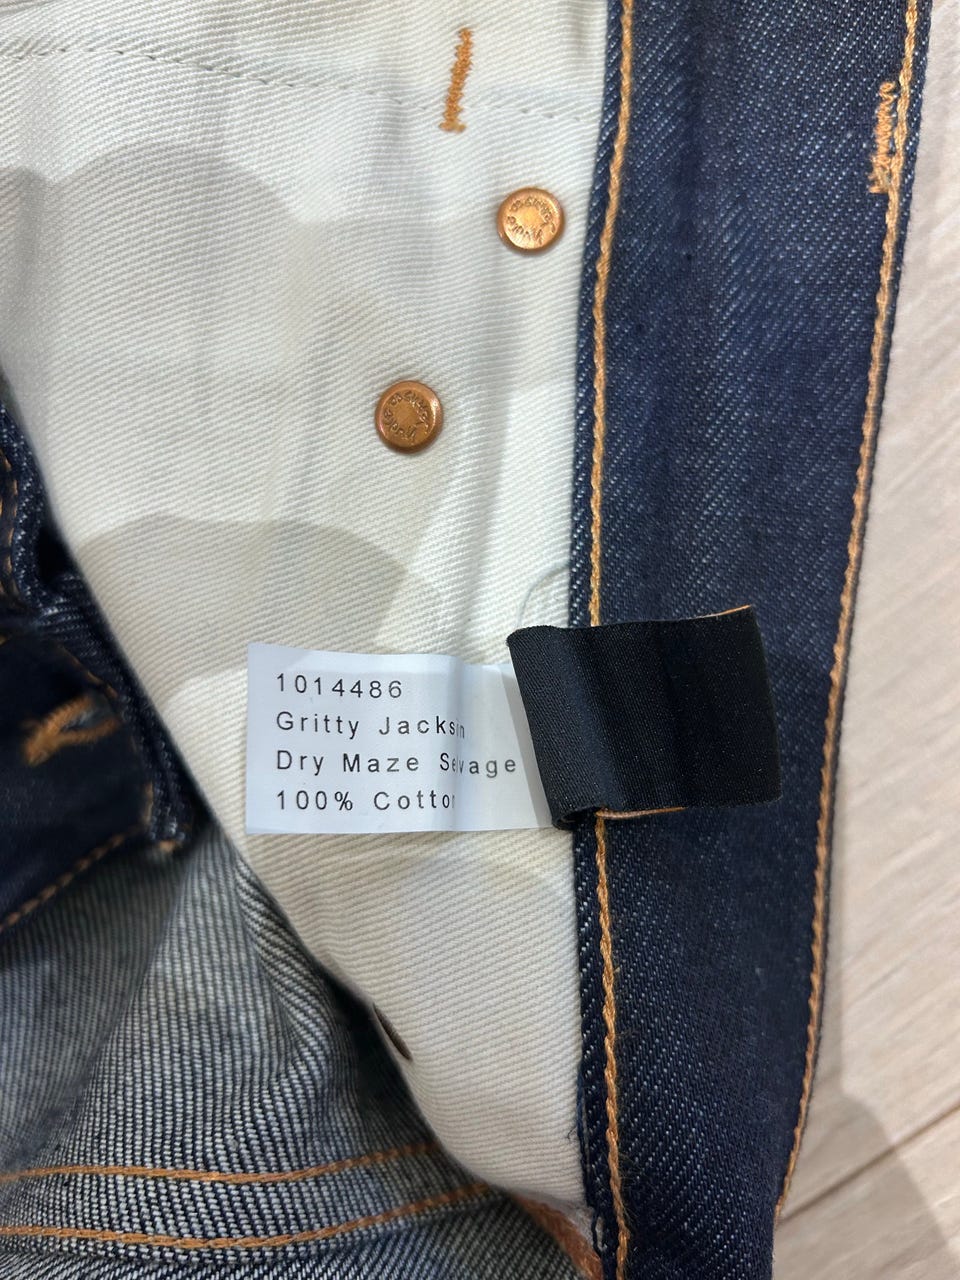 1014486
Gritty Jackson
Dry Maze Selvage
100% Cotton